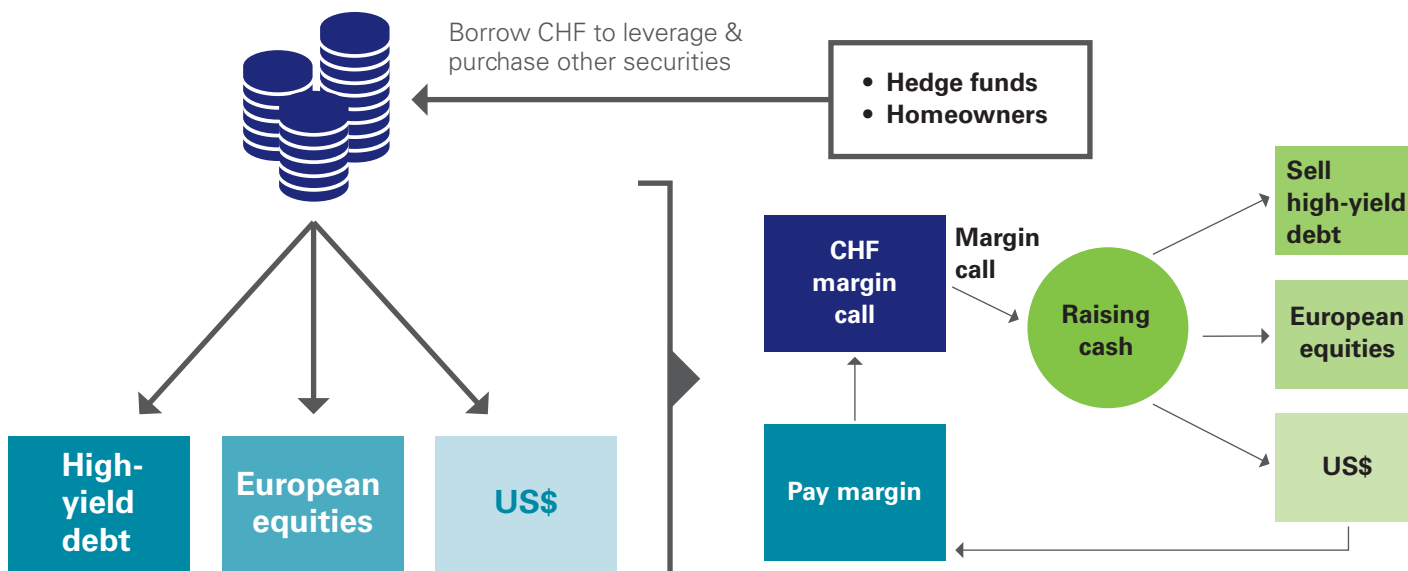 Borrow CHF to leverage &
purchase other securities
• Hedge funds
• Homeowners
High-
yield
debt
European
equities
US$
CHF
margin
call
Margin
call
Raising
cash
Sell
high-yield
debt
European
equities
US$
Pay margin